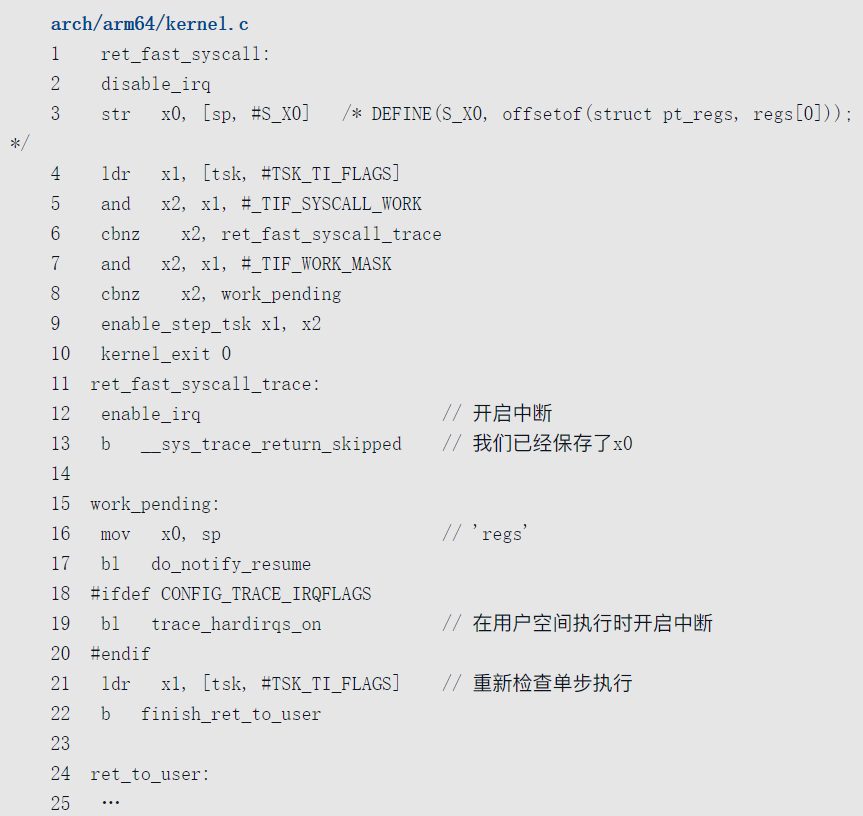 arch/arm64/kernel.c
1 ret_fast_syscall:
2 disable_irq
3 str x0, [sp, #S_X0] /* DEFINE(S_X0, offsetof(struct pt_regs, regs[0]));
*/
4 ldr x1, [tsk, #TSK_TI_FLAGS]
5 and x2, x1, #_TIF_SYSCALL_WORK
6 cbnz x2, ret_fast_syscall_trace
7 and x2, x1, #_TIF_WORK_MASK
8 cbnz x2, work_pending
9 enable_step_tsk x1, x2
10 kernel_exit 0
11 ret_fast_syscall_trace:
12 enable_irq // 开启中断
13 b __sys_trace_return_skipped // 我们已经保存了x0
14
15 work_pending:
16 mov x0, sp // 'regs'
17 bl do_notify_resume
18 #ifdef CONFIG_TRACE_IRQFLAGS
19 bl trace_hardirqs_on // 在用户空间执行时开启中断
20 #endif
21 ldr x1, [tsk, #TSK_TI_FLAGS] // 重新检查单步执行
22 b finish_ret_to_user
23
24 ret_to_user:
25 …